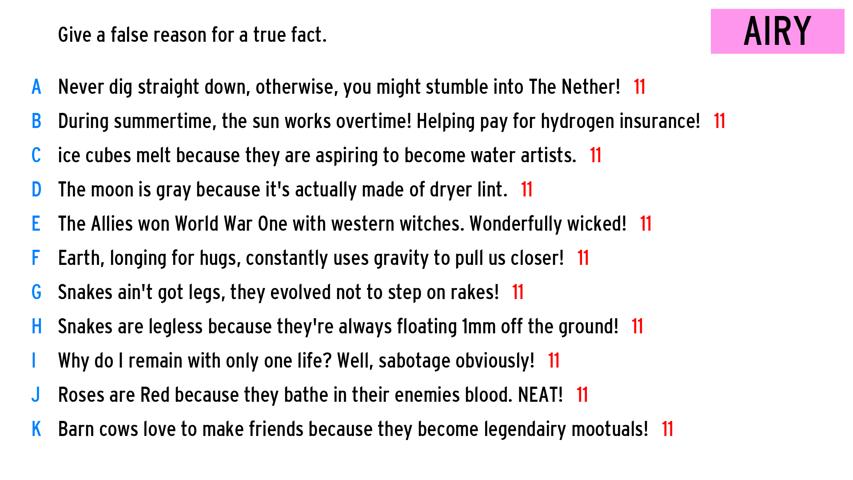 Give a false reason for a true fact.
AIRY
A Never dig straight down, otherwise, you might stumble into The Nether! 11
B During summertime, the sun works overtime! Helping pay for hydrogen insurance! 11
C ice cubes melt because they are aspiring to become water artists. 11
D The moon is gray because it's actually made of dryer lint. 11
E The Allies won World War One with western witches. Wonderfully wicked! 11
F Earth, longing for hugs, constantly uses gravity to pull us closer! 11
G Snakes ain't got legs, they evolved not to step on rakes! 11
H Snakes are legless because they're always floating 1mm off the ground! 11
I Why do I remain with only one life? Well, sabotage obviously! 11
J Roses are Red because they bathe in their enemies blood. NEAT! 11
K Barn cows love to make friends because they become legendairy mootuals! 11